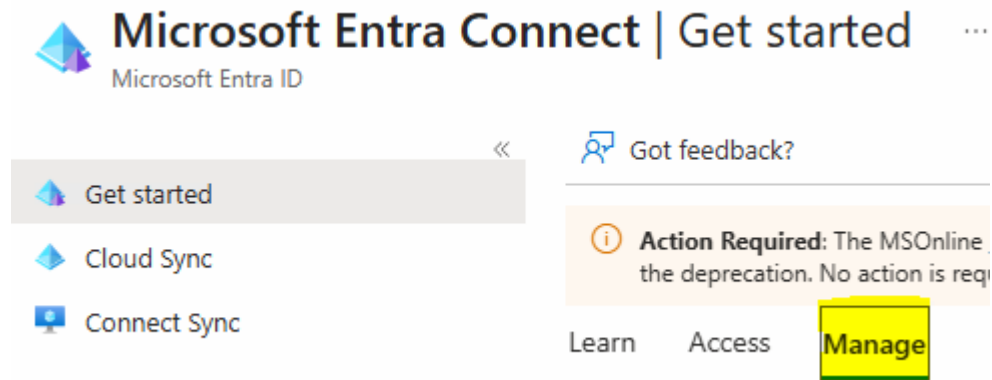 Microsoft Entra Connect | Get started ...
Microsoft Entra ID
Got feedback?
Get started
Cloud Sync
Connect Sync
Action Required: The MSOnline
the deprecation. No action is
Learn Access Manage